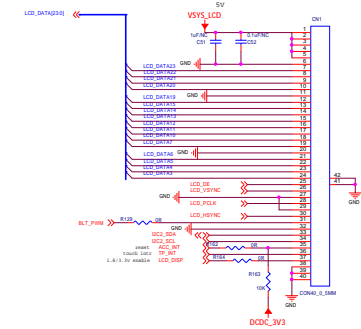 5V
LCD_DATA[23:0]
VSYS_LCD
CN1
1uF/NC
C51
0.1uF/NC
C52
1
2
3
4
5
6
7
8
9
10
11
12
13
14
15
16
17
18
19
20
21
22
23
24
25
26
27
28
29
30
31
32
33
34
35
36
37
38
39
40
42
41
GND
LCD_DATA23
LCD_DATA22
LCD_DATA21
LCD_DATA20
GND
LCD_DATA19
LCD_DATA15
LCD_DATA14
LCD_DATA13
LCD_DATA12
LCD_DATA11
LCD_DATA10
LCD_DATA7
GND
LCD_DATA6
LCD_DATA5
LCD_DATA4
LCD_DATA3
LCD_DE
LCD_VSYNC
GND
GND
LCD_PCLK
LCD_HSYNC
BLT_PWM
R129
0R
GND
I2C2_SDA
I2C2_SCL
reset
ACC_INT
R162
0R
touch intr
TP_INT
1.8/3.3v enable
LCD_DISP
R164
0R
R163
10K
GND
CON40_0_5MM
DCDC_3V3